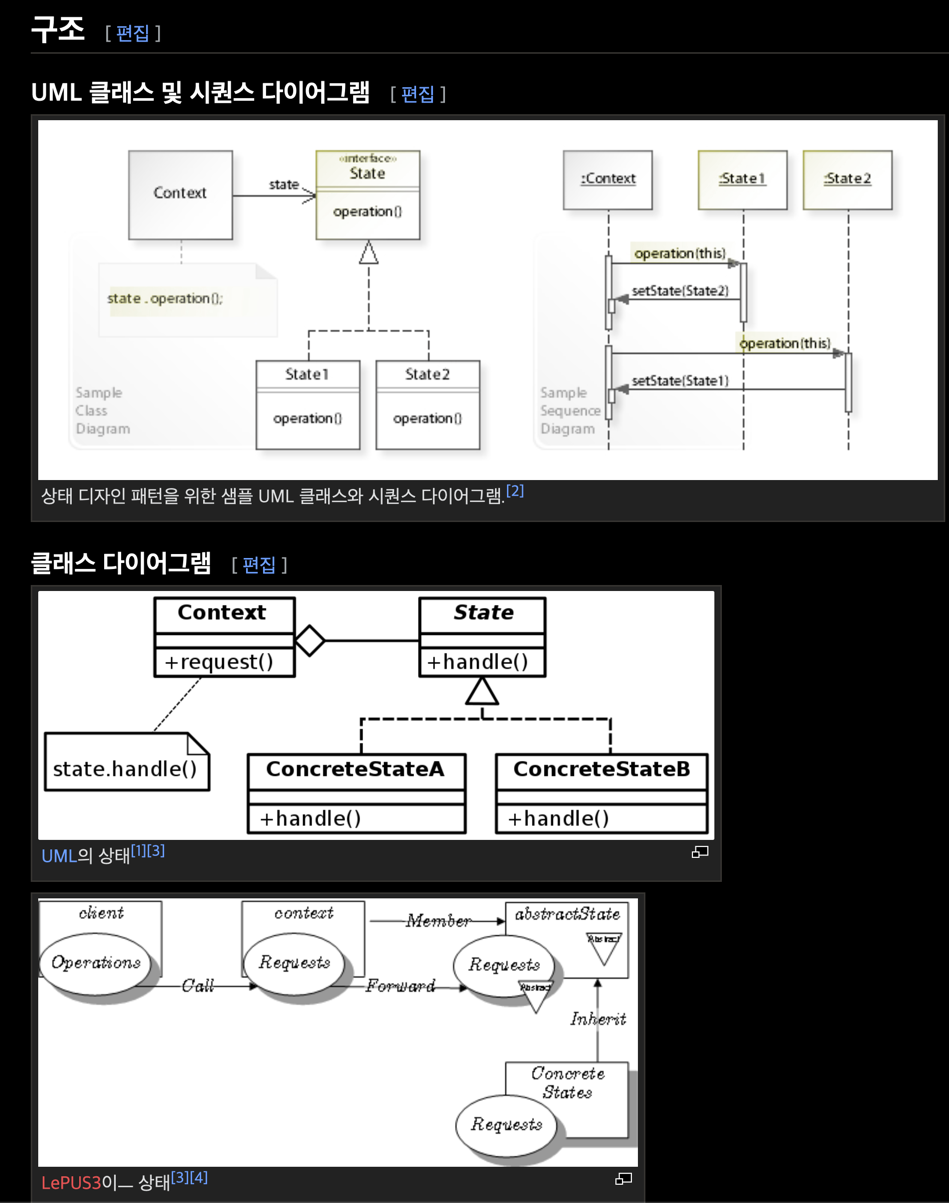 구조 [ 편집 ]
UML 클래스 및 시퀀스 다이어그램 [ 편집 ]
Context
state
«interface»
State
operation()
state . operation();
State1
operation()
State2
operation()
Sample
Class
Diagram
:Context
:State1
:State2
operation(this)
setState(State2)
operation(this)
setState(State1)
Sample
Sequence
Diagram
상태 디자인 패턴을 위한 샘플 UML 클래스와 시퀀스 다이어그램.[2]
클래스 다이어그램 [ 편집 ]
Context
+request()
State
+handle()
state.handle()
ConcreteStateA
+handle()
ConcreteStateB
+handle()
UML의 상태[1][3]
client
Operations
Call
context
Requests
Member
Forward
abstractState
Abstract
Requests
Abstract
Inherit
Concrete
States
Requests
LePUS3이ㅡ 상태[3][4]